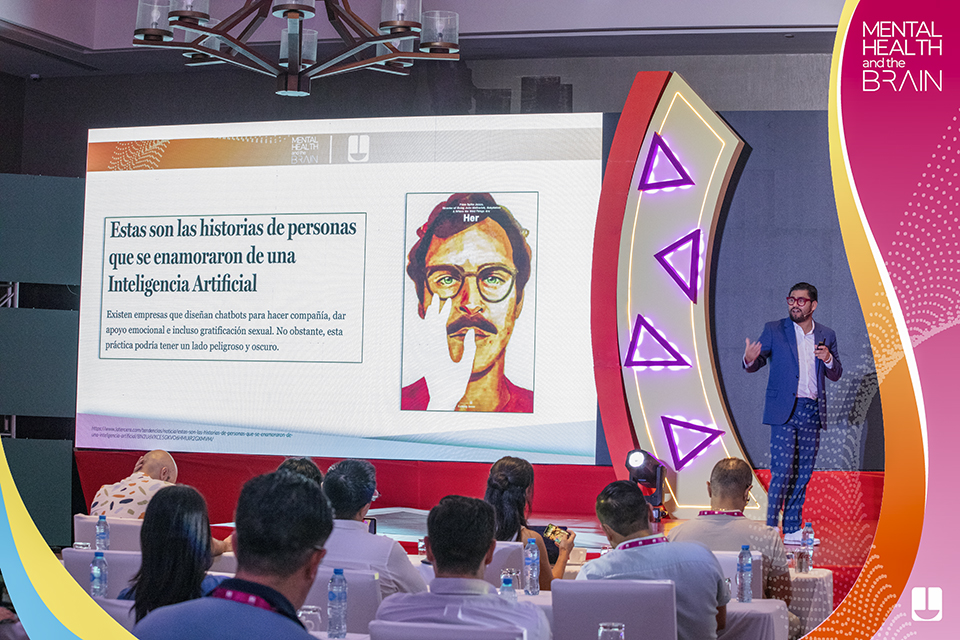 MENTAL
HEALTH
and the
BRAIN
MENTAL
HEALTH
and the
BRAIN
Estas son las historias de personas
que se enamoraron de una
Inteligencia Artificial
Existen empresas que diseñan chatbots para hacer compañía, dar
apoyo emocional e incluso gratificación sexual. No obstante, esta
práctica podría tener un lado peligroso y oscuro.
Her